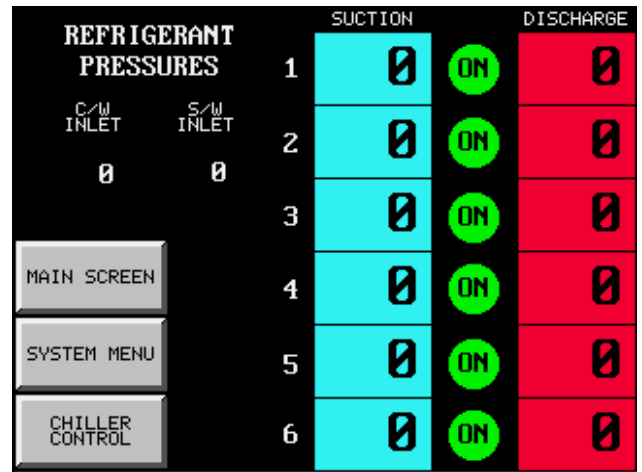 REFRIGERANT
PRESSURES
C/W
INLET
S/W
INLET
0
0
SUCTION
DISCHARGE
1 0 ON 0
2 0 ON 0
3 0 ON 0
4 0 ON 0
5 0 ON 0
6 0 ON 0
MAIN SCREEN
SYSTEM MENU
CHILLER
CONTROL